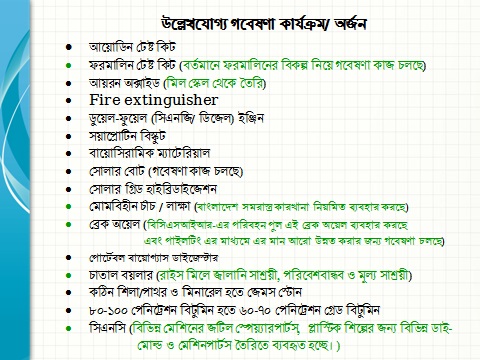 উল্লেখযোগ্য গবেষণা কার্যক্রম/ অর্জন
আয়োডিন টেষ্ট কিট
ফরমালিন টেষ্ট কিট (বর্তমানে ফরমালিনের বিকল্প নিয়ে গবেষণা কাজ চলছে)
আয়রন অক্সাইড (মিল স্কেল থেকে তৈরি)
Fire extinguisher
ডুয়েল-ফুয়েল (সিএনজি/ ডিজেল) ইঞ্জিন
সয়াপ্রোটিন বিস্কুট
বায়োসিরামিক ম্যাটেরিয়াল
সোলার বোট (গবেষণা কাজ চলছে)
সোলার গ্রিড হাইব্রিডাইজেশন
মোমবিহীন চাঁচ / লাক্ষা (বাংলাদেশ সমরাস্ত্র কারখানা নিয়মিত ব্যবহার করছে)
ব্রেক অয়েল (বিসিএসআইআর-এর পরিবহন পুল এই ব্রেক অয়েল ব্যবহার করছে
এবং পাইলটিং এর মাধ্যমে এর মান আরো উন্নত করার জন্য গবেষণা চলছে)
পোর্টেবল বায়োগ্যাস ডাইজেস্টার
চাতাল বয়লার (রাইস মিলে জ্বালানি সাশ্রয়ী, পরিবেশবান্ধব ও মূল্য সাশ্রয়ী)
কঠিন শিলা/পাথর ও মিনারেল হতে জেমস স্টোন
৮০-১০০ পেনিট্রেশন বিটুমিন হতে ৬০-৭০ পেনিট্রেশন গ্রেড বিটুমিন
সিএনসি (বিভিন্ন মেশিনের জটিল স্পেয়্যারপার্টস, প্লাস্টিক শিল্পের জন্য বিভিন্ন ডাই-
মোল্ড ও মেশিনপার্টস তৈরিতে ব্যবহৃত হচ্ছে। )